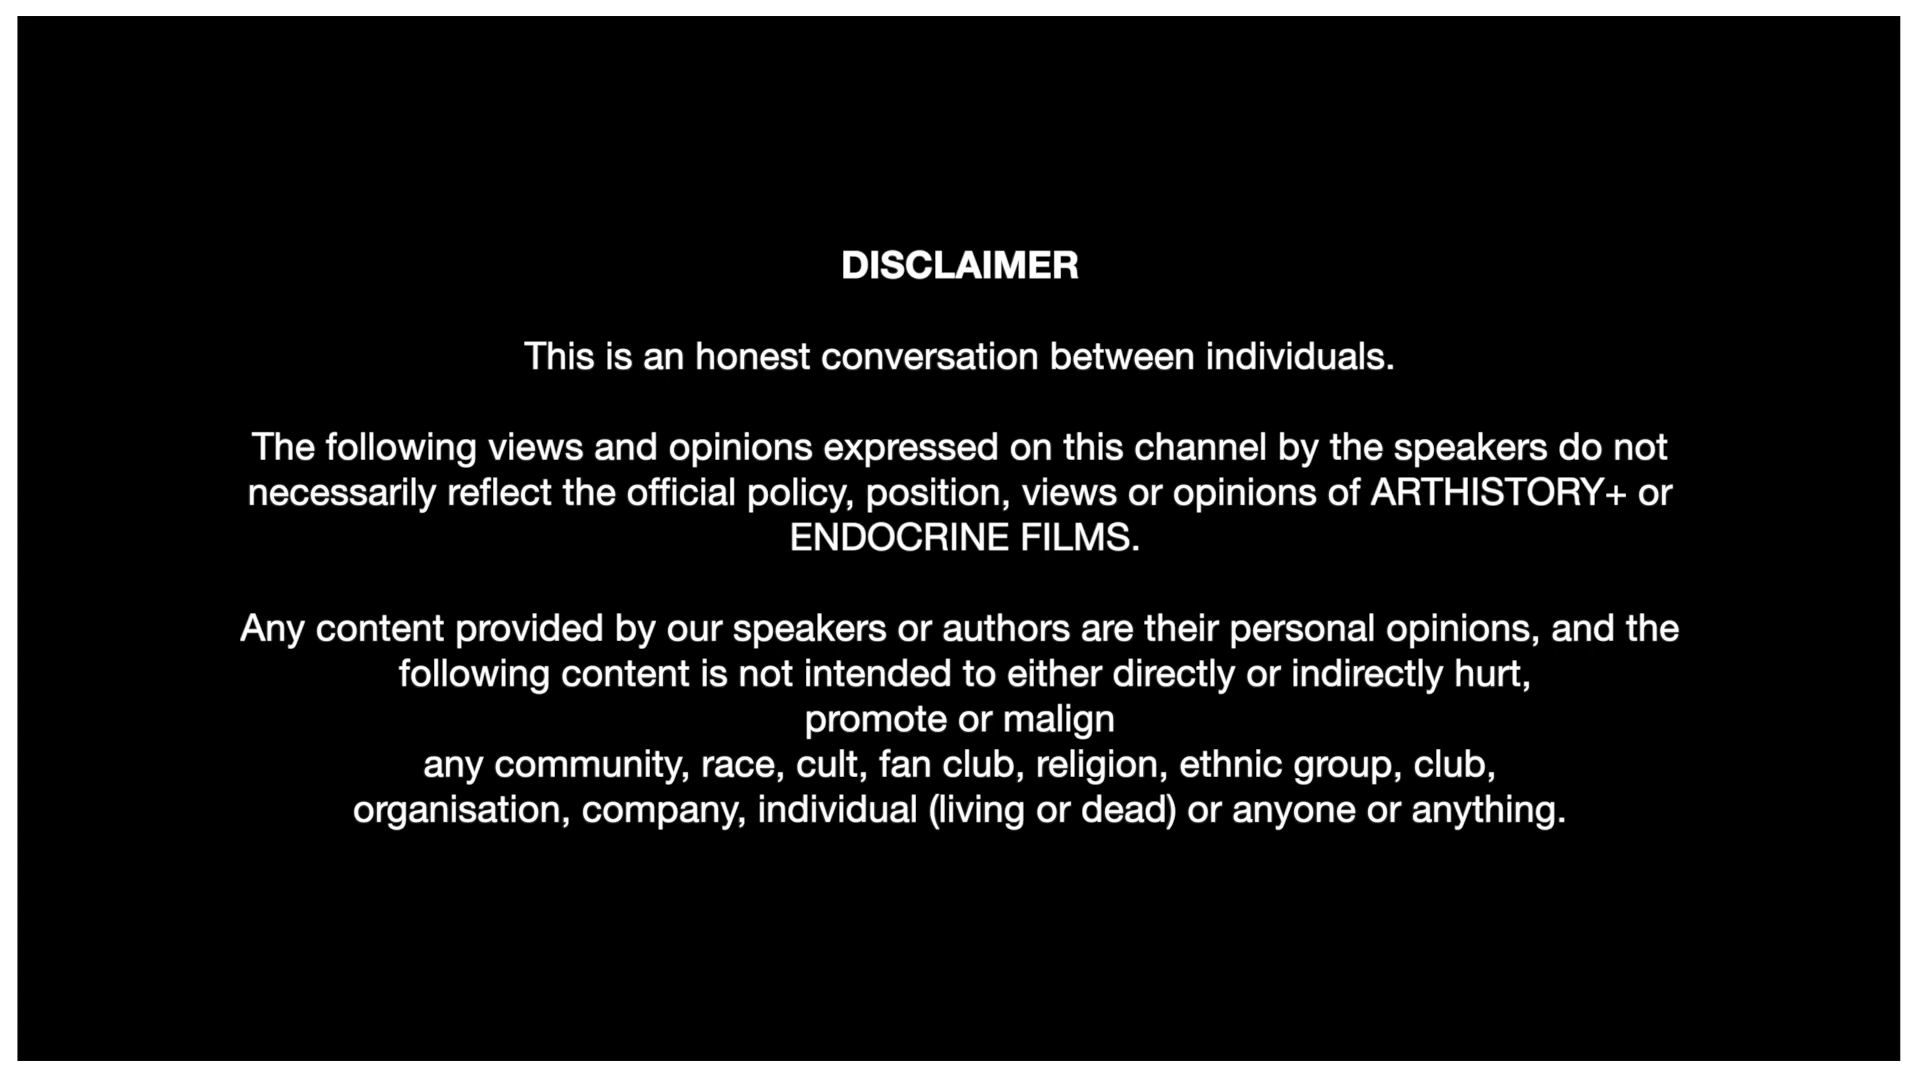 DISCLAIMER
This is an honest conversation between individuals.
The following views and opinions expressed on this channel by the speakers do not
necessarily reflect the official policy, position, views or opinions of ARTHISTORY+ or
ENDOCRINE FILMS.
Any content provided by our speakers or authors are their personal opinions, and the
following content is not intended to either directly or indirectly hurt,
promote or malign
any community, race, cult, fan club, religion, ethnic group, club,
organisation, company, individual (living or dead) or anyone or anything.